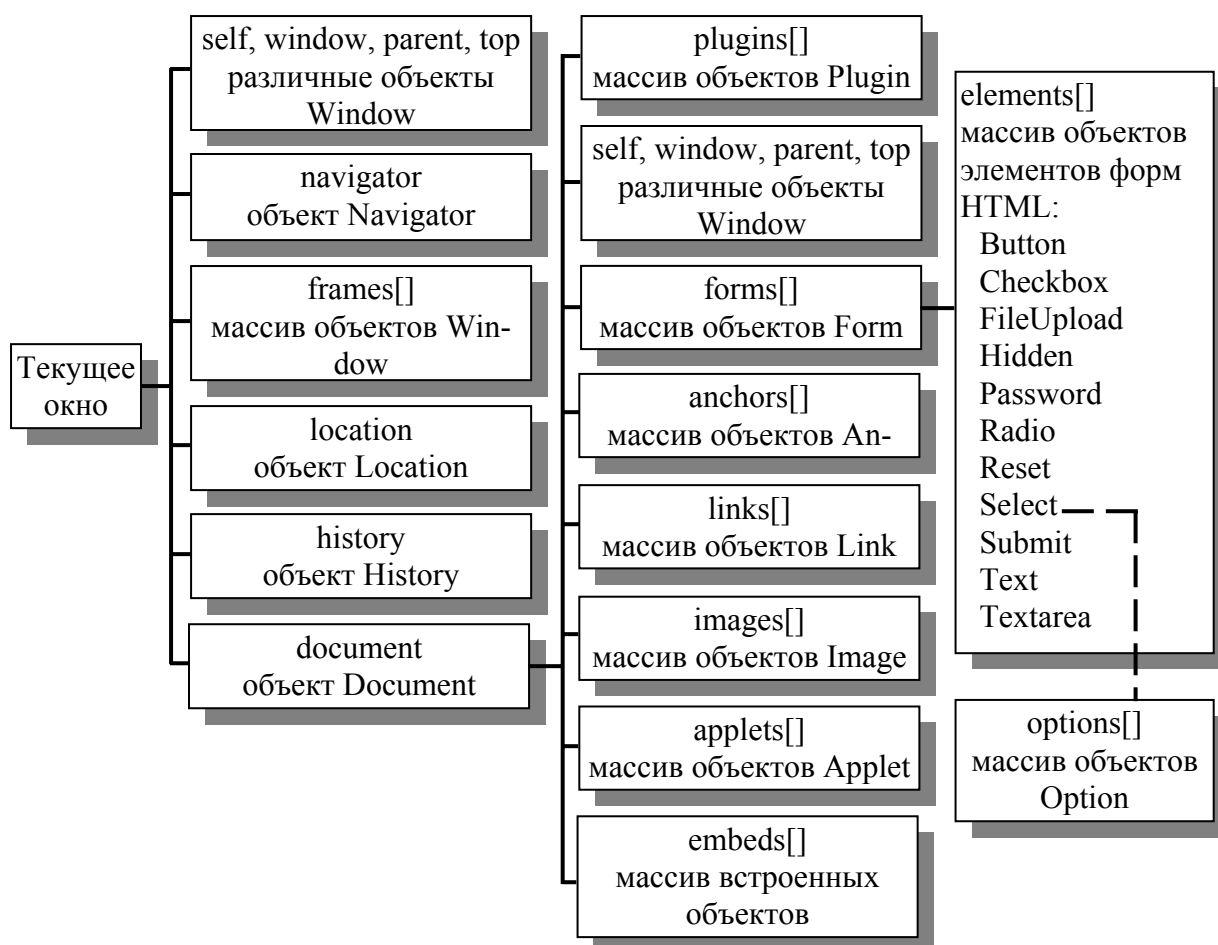 Текущее
окно
self, window, parent, top
различные объекты
Window
navigator
объект Navigator
frames[]
массив объектов Win-
dow
location
объект Location
history
объект History
document
объект Document
plugins[]
массив объектов Plugin
self, window, parent, top
различные объекты
Window
forms[]
массив объектов Form
anchors[]
массив объектов An-
links[]
массив объектов Link
images[]
массив объектов Image
applets[]
массив объектов Applet
embeds[]
массив встроенных
объектов
elements[]
массив объектов
элементов форм
HTML:
Button
Checkbox
FileUpload
Hidden
Password
Radio
Reset
Select
Submit
Text
Textarea
options[]
массив объектов
Option